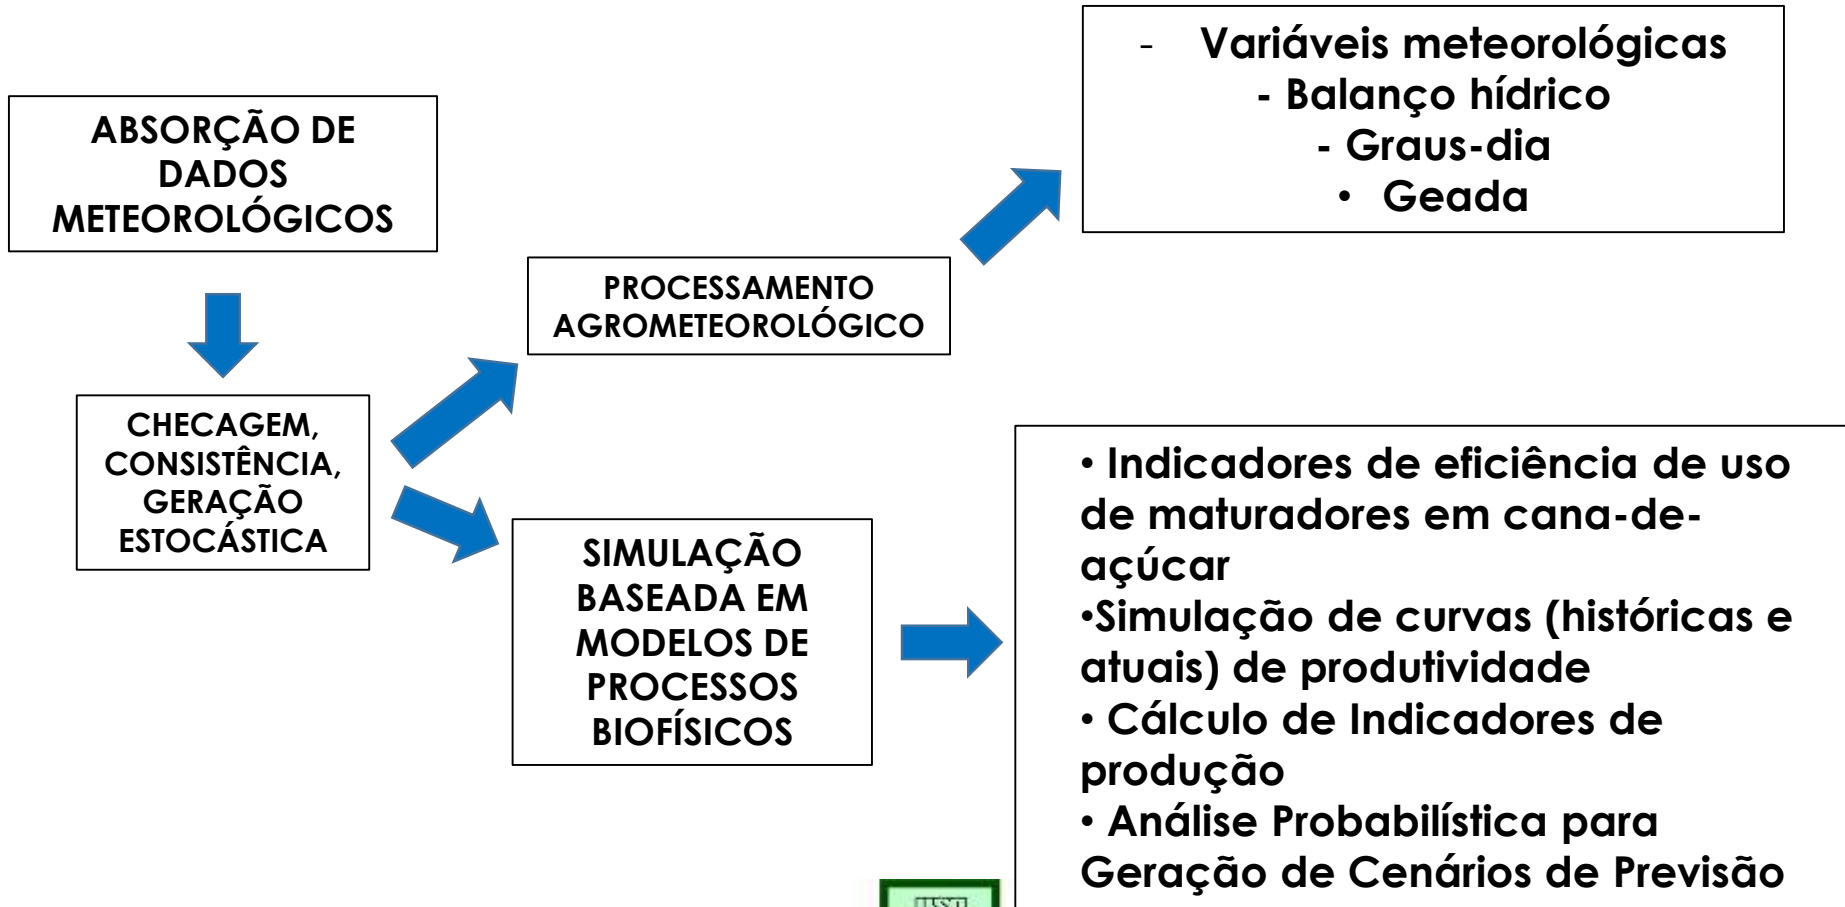 ABSORÇÃO DE
DADOS
METEOROLÓGICOS
CHECAGEM,
CONSISTÊNCIA,
GERAÇÃO
ESTOCÁSTICA
PROCESSAMENTO
AGROMETEOROLÓGICO
- Variáveis meteorológicas
- Balanço hídrico
- Graus-dia
• Geada
SIMULAÇÃO
BASEADA EM
MODELOS DE
PROCESSOS
BIOFÍSICOS
• Indicadores de eficiência de uso
de maturadores em cana-de-
açúcar
•Simulação de curvas (históricas e
atuais) de produtividade
• Cálculo de Indicadores de
produção
• Análise Probabilística para
Geração de Cenários de Previsão